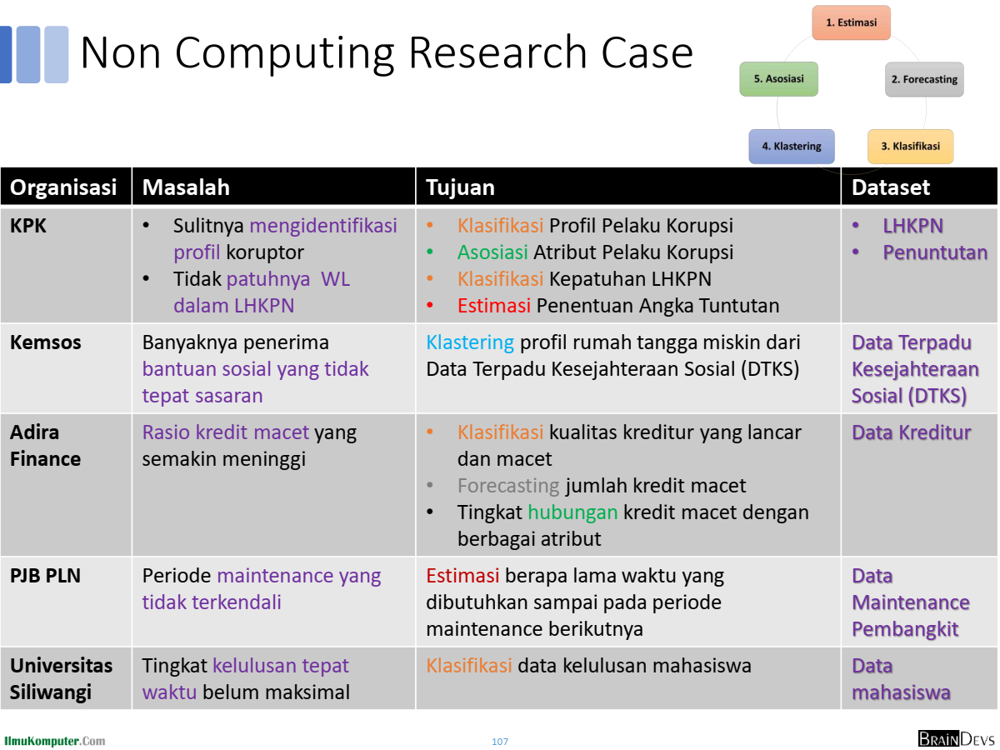 Non Computing Research Case
1. Estimasi
5. Asosiasi
2. Forecasting
4. Klastering
3. Klasifikasi
Organisasi
Masalah
Tujuan
Dataset
KPK
• Sulitnya mengidentifikasi
profil koruptor
• Tidak patuhnya WL
dalam LHKPN
• Klasifikasi Profil Pelaku Korupsi
• Asosiasi Atribut Pelaku Korupsi
• Klasifikasi Kepatuhan LHKPN
• Estimasi Penentuan Angka Tuntutan
• LHKPN
• Penuntutan
Kemsos
Banyaknya penerima
bantuan sosial yang tidak
tepat sasaran
Klastering profil rumah tangga miskin dari
Data Terpadu Kesejahteraan Sosial (DTKS)
Data Terpadu
Kesejahteraan
Sosial (DTKS)
Adira
Finance
Rasio kredit macet yang
semakin meninggi
• Klasifikasi kualitas kreditur yang lancar
dan macet
• Forecasting jumlah kredit macet
• Tingkat hubungan kredit macet dengan
berbagai atribut
Data Kreditur
PJB PLN
Periode maintenance yang
tidak terkendali
Estimasi berapa lama waktu yang
dibutuhkan sampai pada periode
maintenance berikutnya
Data
Maintenance
Pembangkit
Universitas
Siliwangi
Tingkat kelulusan tepat
waktu belum maksimal
Klasifikasi data kelulusan mahasiswa
Data
mahasiswa
IlmuKomputer.Com
107
BRAINDEVS